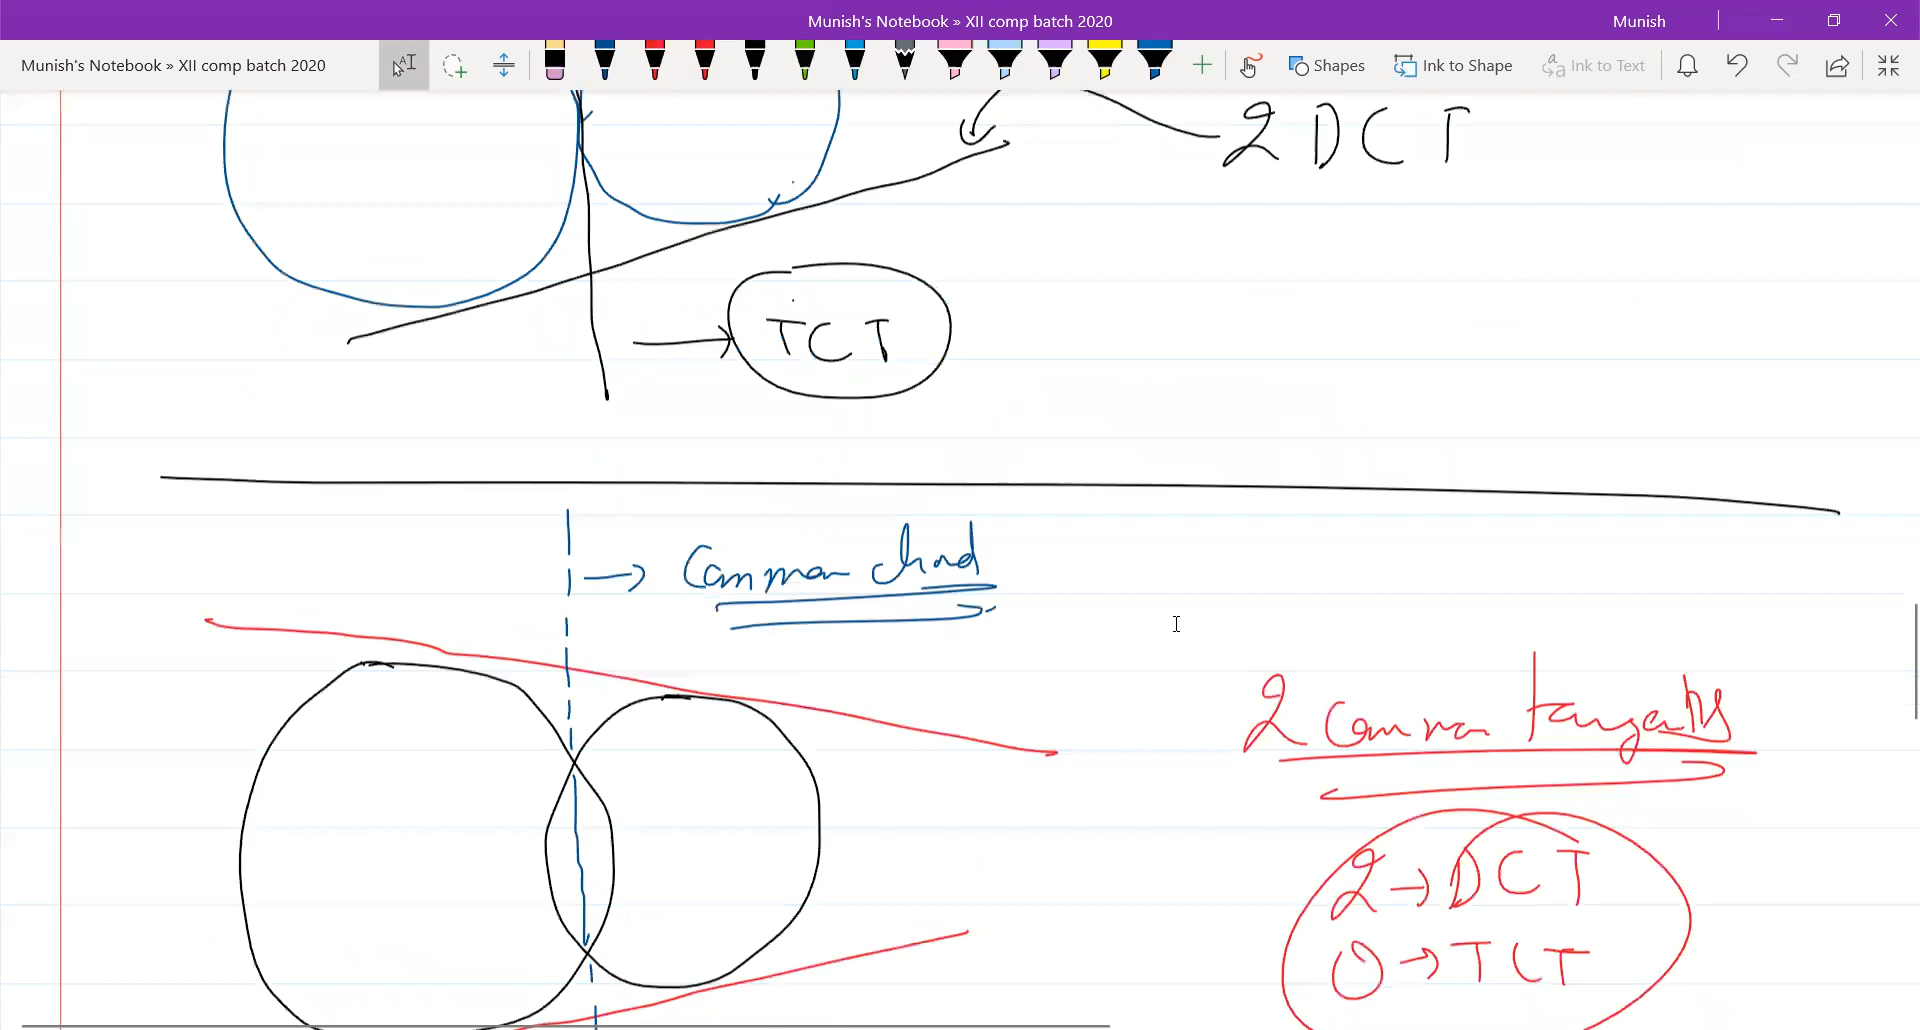 Munish's Notebook » XII comp batch 2020
Munish
Munish's Notebook » XII comp batch 2020
Shapes
Ink to Shape
Ink to Text
2 DCT
TCT
→ Common chord
2 Common tangents
2 → DCT
0 → TCT